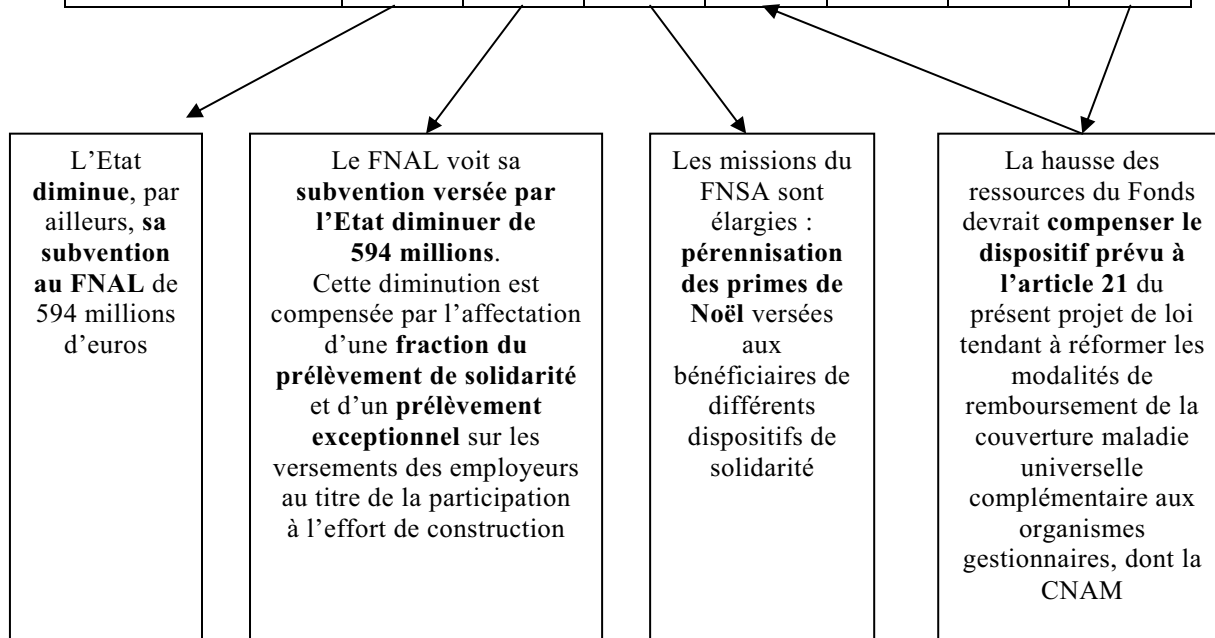 L’Etat
diminue, par
ailleurs, sa
subvention
au FNAL de
594 millions
d’euros
Le FNAL voit sa
subvention versée par
l’Etat diminuer de
594 millions.
Cette diminution est
compensée par l’affectation
d’une fraction du
prélèvement de solidarité
et d’un prélèvement
exceptionnel sur les
versements des employeurs
au titre de la participation
à l’effort de construction
Les missions du
FNSA sont
élargies :
pérennisation
des primes de
Noël versées
aux
bénéficiaires de
différents
dispositifs de
solidarité
La hausse des
ressources du Fonds
devrait compenser le
dispositif prévu à
l’article 21 du
présent projet de loi
tendant à réformer les
modalités de
remboursement de la
couverture maladie
universelle
complémentaire aux
organismes
gestionnaires, dont la
CNAM